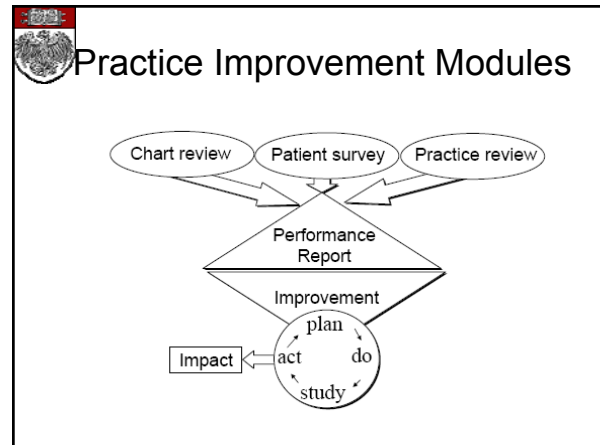 Practice Improvement Modules
Chart review
Patient survey
Practice review
Performance
Report
Improvement
plan
Impact
act
do
study